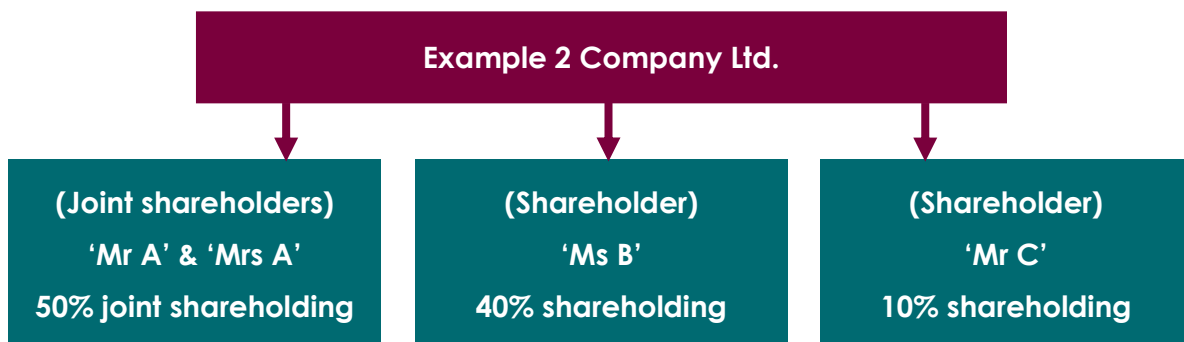 Example 2 Company Ltd.
(Joint shareholders)
‘Mr A’ & ‘Mrs A’
50% joint shareholding
(Shareholder)
‘Ms B’
40% shareholding
(Shareholder)
‘Mr C’
10% shareholding